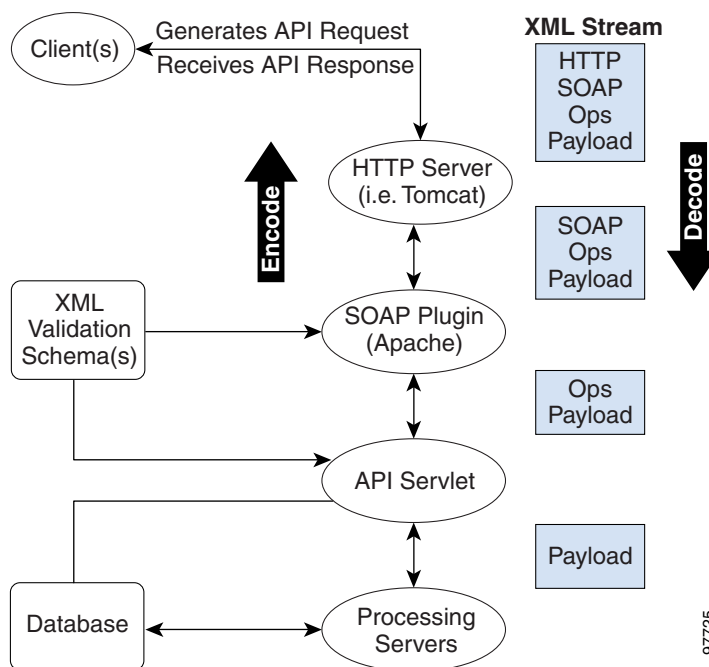 Client(s)
Generates API Request
Receives API Response
XML Stream
HTTP
SOAP
Ops
Payload
HTTP Server
(i.e. Tomcat)
Encode
Decode
SOAP
Ops
Payload
XML
Validation
Schema(s)
SOAP Plugin
(Apache)
Ops
Payload
API Servlet
Payload
Database
Processing
Servers
97725